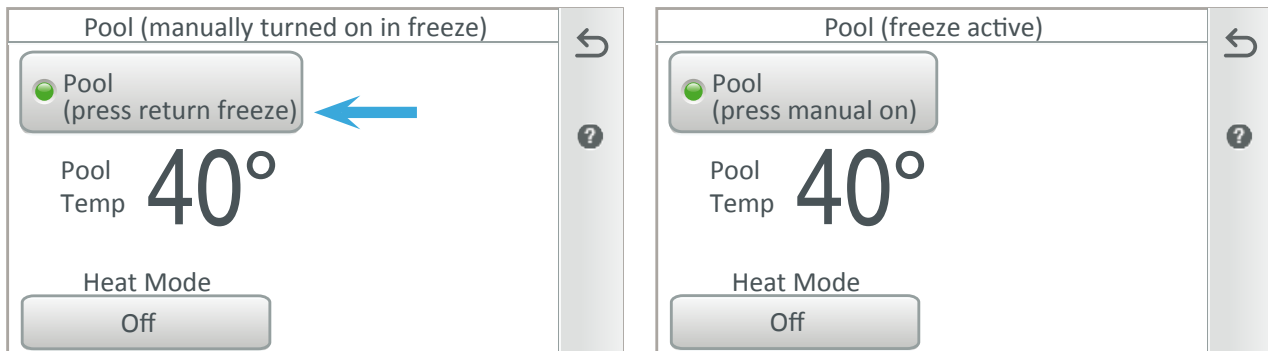 Pool (manually turned on in freeze)
Pool
(press return freeze)
Pool
Temp
40°
Heat Mode
Off
?
Pool (freeze active)
Pool
(press manual on)
Pool
Temp
40°
Heat Mode
Off
?